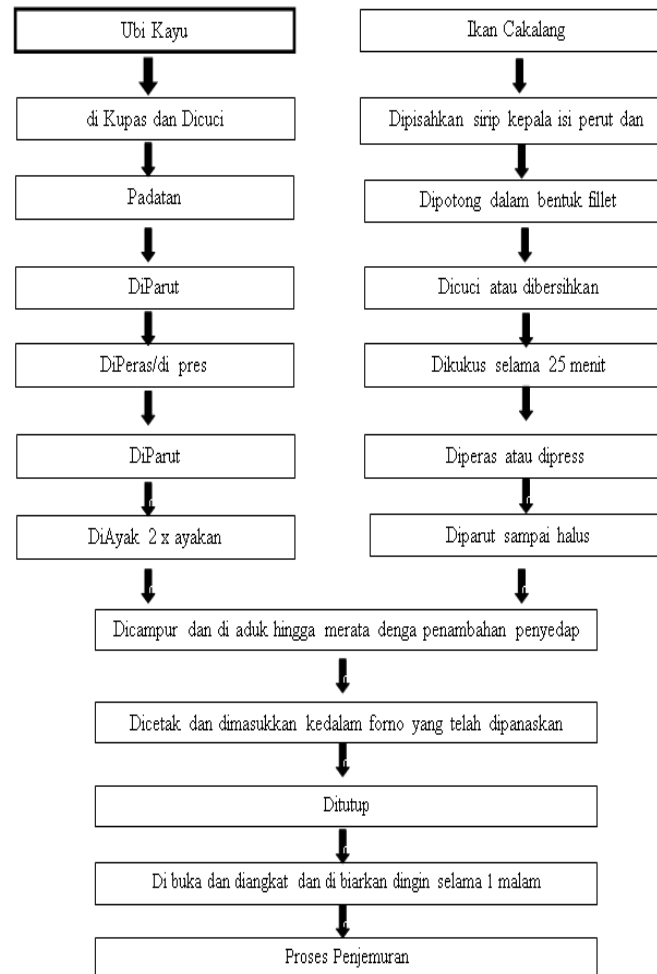 Ubi Kayu
di Kupas dan Dicuci
Padatan
DiParut
DiPeras/di pres
DiParut
DiAyak 2 x ayakan
Ikan Cakalang
Dipisahkan sirip kepala isi perut dan
Dipotong dalam bentuk fillet
Dicuci atau dibersihkan
Dikukus selama 25 menit
Diperas atau dipress
Diparut sampai halus
Dicampur dan di aduk hingga merata denga penambahan penyedap
Dicetak dan dimasukkan kedalam forno yang telah dipanaskan
Ditutup
Di buka dan diangkat dan di biarkan dingin selama 1 malam
Proses Penjemuran